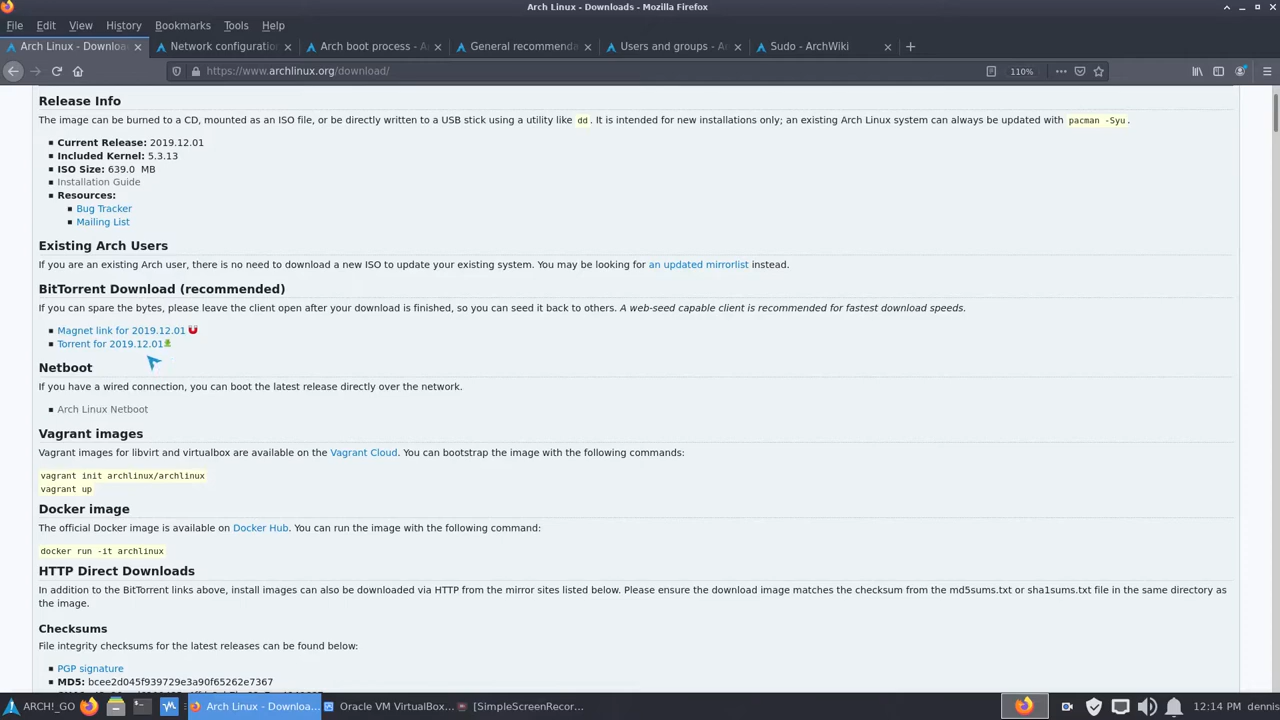 Arch Linux - Downloads - Mozilla Firefox
File Edit View History Bookmarks Tools Help
Arch Linux - Downloa Network configuratio Arch boot process - A General recommenda Users and groups - A Sudo - ArchWiki
https://www.archlinux.org/download/ 110%
Release Info
The image can be burned to a CD, mounted as an ISO file, or be directly written to a USB stick using a utility like dd. It is intended for new installations only; an existing Arch Linux system can always be updated with pacman -Syu.
Current Release: 2019.12.01
Included Kernel: 5.3.13
ISO Size: 639.0 MB
Installation Guide
Resources:
Bug Tracker
Mailing List
Existing Arch Users
If you are an existing Arch user, there is no need to download a new ISO to update your existing system. You may be looking for an updated mirrorlist instead.
BitTorrent Download (recommended)
If you can spare the bytes, please leave the client open after your download is finished, so you can seed it back to others. A web-seed capable client is recommended for fastest download speeds.
Magnet link for 2019.12.01
Torrent for 2019.12.01
Netboot
If you have a wired connection, you can boot the latest release directly over the network.
Arch Linux Netboot
Vagrant images
Vagrant images for libvirt and virtualbox are available on the Vagrant Cloud. You can bootstrap the image with the following commands:
vagrant init archlinux/archlinux
vagrant up
Docker image
The official Docker image is available on Docker Hub. You can run the image with the following command:
docker run -it archlinux
HTTP Direct Downloads
In addition to the BitTorrent links above, install images can also be downloaded via HTTP from the mirror sites listed below. Please ensure the download image matches the checksum from the md5sums.txt or sha1sums.txt file in the same directory as
the image.
Checksums
File integrity checksums for the latest releases can be found below:
PGP signature
MD5: bcee2d045f939729e3a90f65262e7367
ARCH!_GO Arch Linux - Downloa... Oracle VM VirtualBox... [SimpleScreenRecor... 12:14 PM dennis